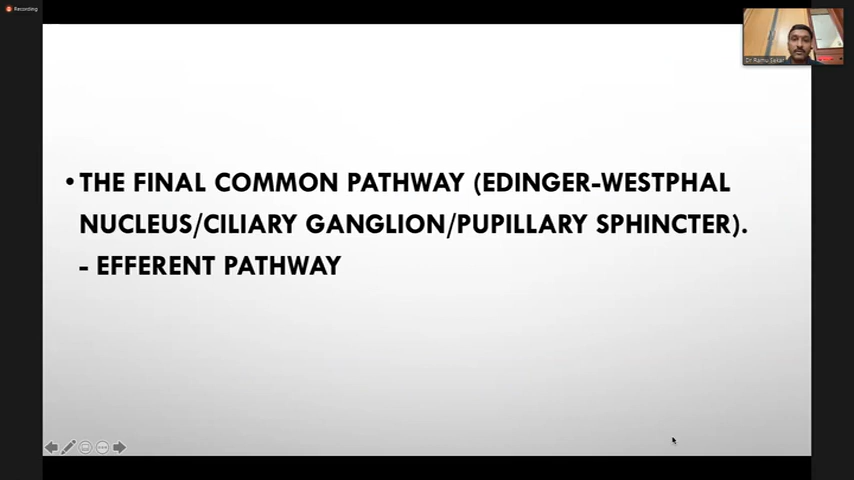 Recording
• THE FINAL COMMON PATHWAY (EDINGER-WESTPHAL
NUCLEUS/CILIARY GANGLION/PUPILLARY SPHINCTER).
- EFFERENT PATHWAY